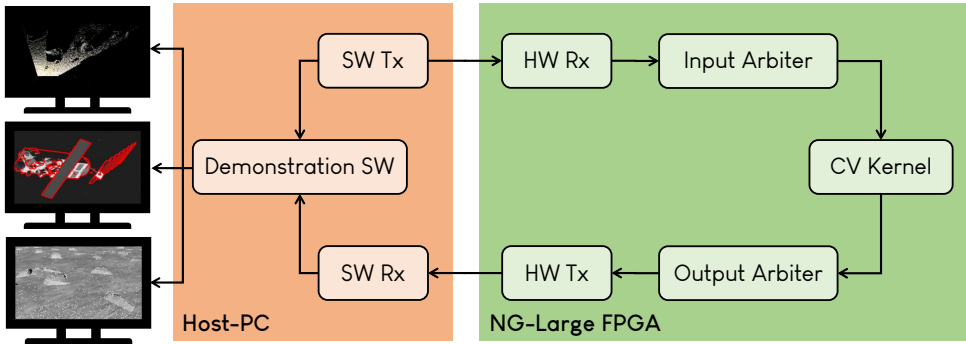 SW Tx
HW Rx
Input Arbiter
Demonstration SW
CV Kernel
SW Rx
HW Tx
Output Arbiter
Host-PC
NG-Large FPGA